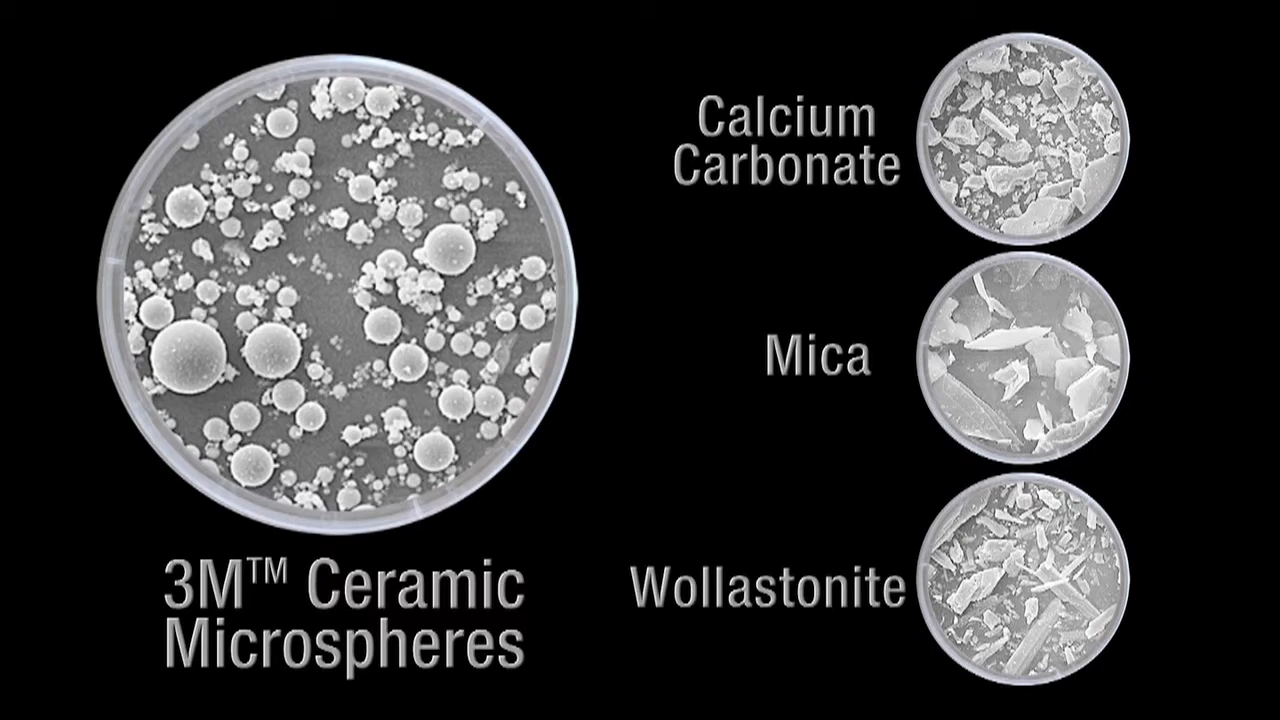 3M™ Ceramic
Microspheres
Calcium
Carbonate
Mica
Wollastonite